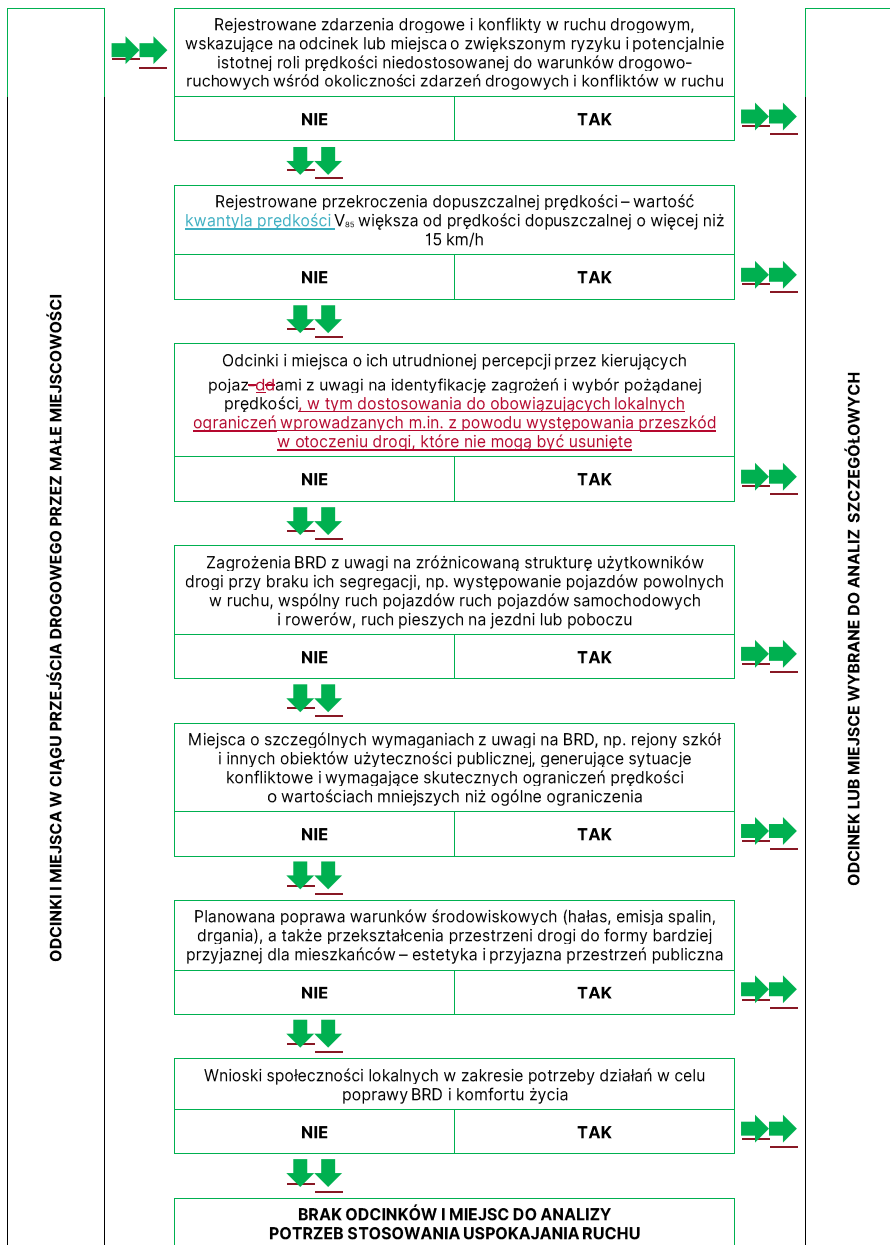 ODCINKI I MIEJSCA W CIĄGU PRZEJŚCIA DROGOWEGO PRZEZ MAŁE MIEJSCOWOŚCI
Rejestrowane zdarzenia drogowe i konflikty w ruchu drogowym,
wskazujące na odcinek lub miejsca o zwiększonym ryzyku i potencjalnie
istotnej roli prędkości niedostosowanej do warunków drogowo-
ruchowych wśród okoliczności zdarzeń drogowych i konfliktów w ruchu
NIE TAK
Rejestrowane przekroczenia dopuszczalnej prędkości – wartość
kwantyla prędkości V₈₅ większa od prędkości dopuszczalnej o więcej niż
15 km/h
NIE TAK
Odcinki i miejsca o ich utrudnionej percepcji przez kierujących
pojaz ddami z uwagi na identyfikację zagrożeń i wybór pożądanej
prędkości, w tym dostosowania do obowiązujących lokalnych
ograniczeń wprowadzanych m.in. z powodu występowania przeszkód
w otoczeniu drogi, które nie mogą być usunięte
NIE TAK
Zagrożenia BRD z uwagi na zróżnicowaną strukturę użytkowników
drogi przy braku ich segregacji, np. występowanie pojazdów powolnych
w ruchu, wspólny ruch pojazdów ruch pojazdów samochodowych
i rowerów, ruch pieszych na jezdni lub poboczu
NIE TAK
Miejsca o szczególnych wymaganiach z uwagi na BRD, np. rejony szkół
i innych obiektów użyteczności publicznej, generujące sytuacje
konfliktowe i wymagające skutecznych ograniczeń prędkości
o wartościach mniejszych niż ogólne ograniczenia
NIE TAK
Planowana poprawa warunków środowiskowych (hałas, emisja spalin,
drgania), a także przekształcenia przestrzeni drogi do formy bardziej
przyjaznej dla mieszkańców – estetyka i przyjazna przestrzeń publiczna
NIE TAK
Wnioski społeczności lokalnych w zakresie potrzeby działań w celu
poprawy BRD i komfortu życia
NIE TAK
BRAK ODCINKÓW I MIEJSC DO ANALIZY
POTRZEB STOSOWANIA USPOKAJANIA RUCHU
ODCINEK LUB MIEJSCE WYBRANE DO ANALIZ SZCZEGÓŁOWYCH